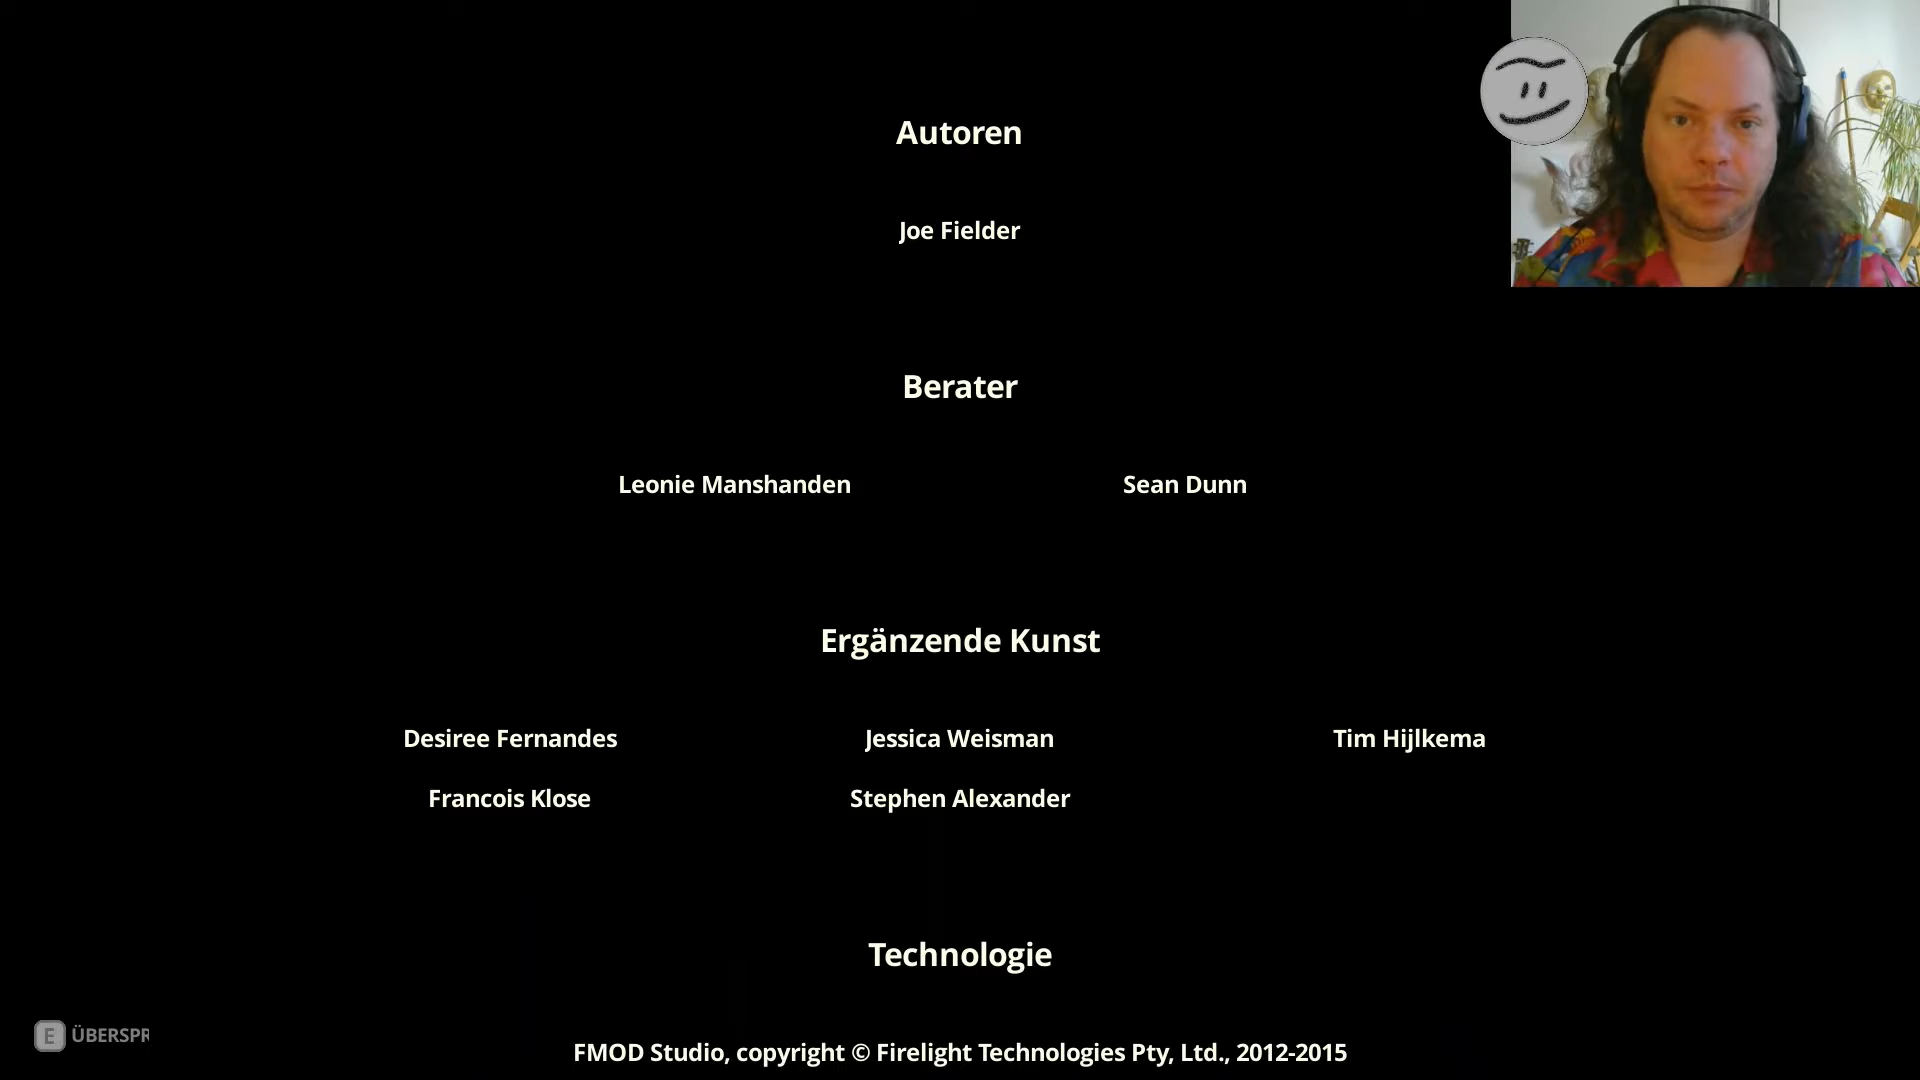 Autoren
Joe Fielder
Berater
Leonie Manshanden Sean Dunn
Ergänzende Kunst
Desiree Fernandes Jessica Weisman Tim Hijlkema
Francois Klose Stephen Alexander
Technologie
E ÜBERSPR
FMOD Studio, copyright © Firelight Technologies Pty, Ltd., 2012-2015